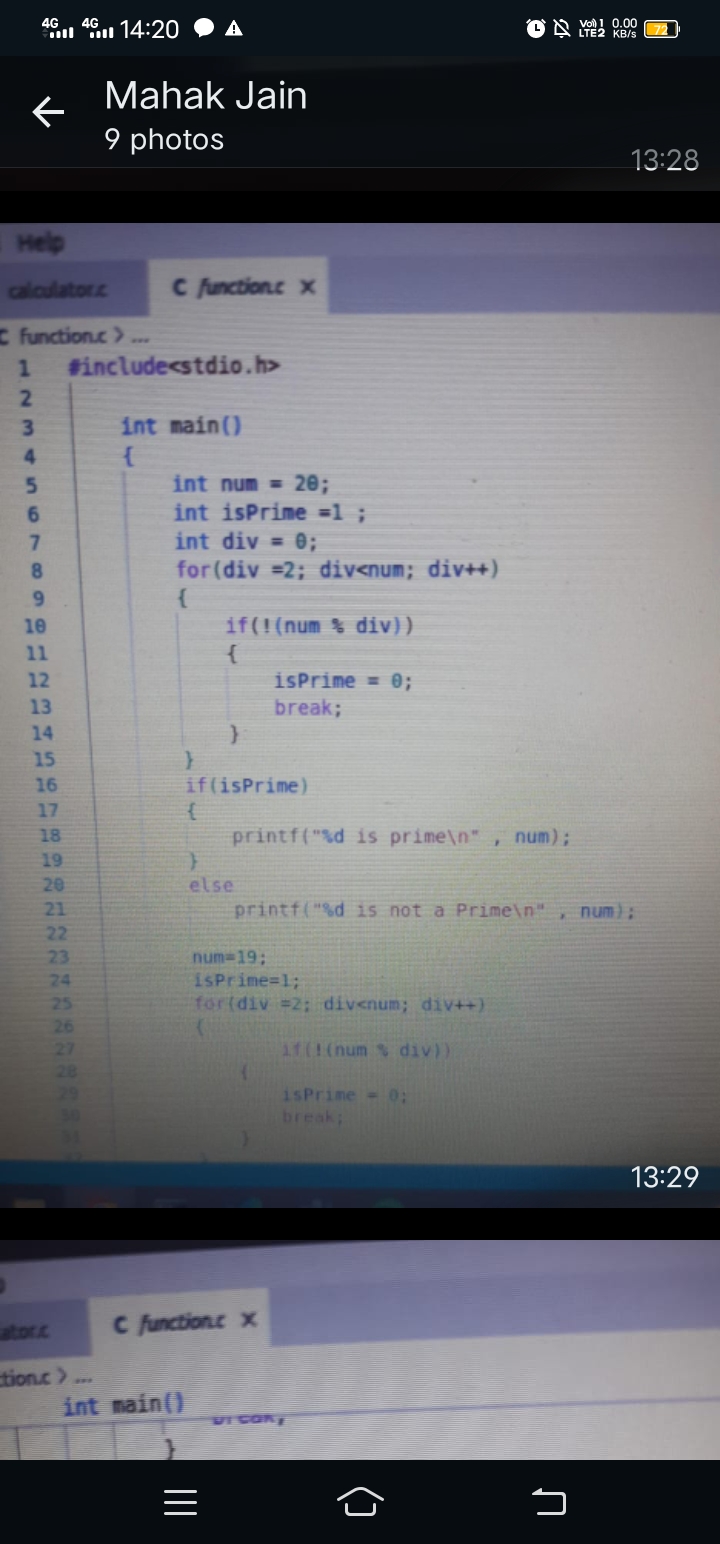 4G 4G 14:20 Vo)) 1 LTE2 0.00 KB/s 72
Mahak Jain
9 photos
13:28
Help
calculator.c C function.c X
C function.c > ...
1 #include<stdio.h>
2
3 int main()
4 {
5 int num = 20;
6 int isPrime =1 ;
7 int div = 0;
8 for(div =2; div<num; div++)
9 {
10 if(!(num % div))
11 {
12 isPrime = 0;
13 break;
14 }
15 }
16 if(isPrime)
17 {
18 printf("%d is prime\n" , num);
19 }
20 else
21 printf("%d is not a Prime\n" , num);
22
23 num=19;
24 isPrime=1;
25 for(div =2; div<num; div++)
26 {
27 if(!(num % div))
28 {
29 isPrime = 0;
30 break;
31 }
13:29
ator.c C function.c X
ction.c > ...
int main()
break;
}